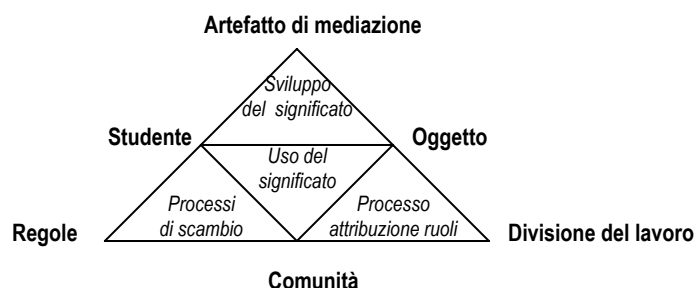 Artefatto di mediazione
Sviluppo
del significato
Studente
Oggetto
Uso del
significato
Processi
di scambio
Processo
attribuzione ruoli
Regole
Divisione del lavoro
Comunità